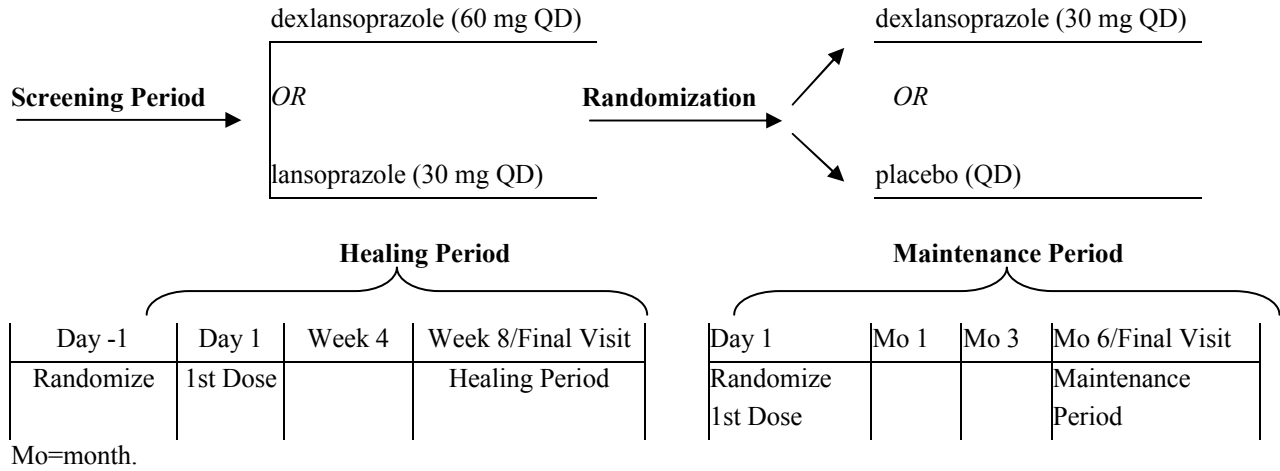 dexlansoprazole (60 mg QD)
dexlansoprazole (30 mg QD)
Screening Period
OR
Randomization
OR
lansoprazole (30 mg QD)
placebo (QD)
Healing Period
Maintenance Period
Day -1 Day 1 Week 4 Week 8/Final Visit
Randomize 1st Dose Healing Period
Day 1 Mo 1 Mo 3 Mo 6/Final Visit
Randomize Maintenance
1st Dose Period
Mo=month.